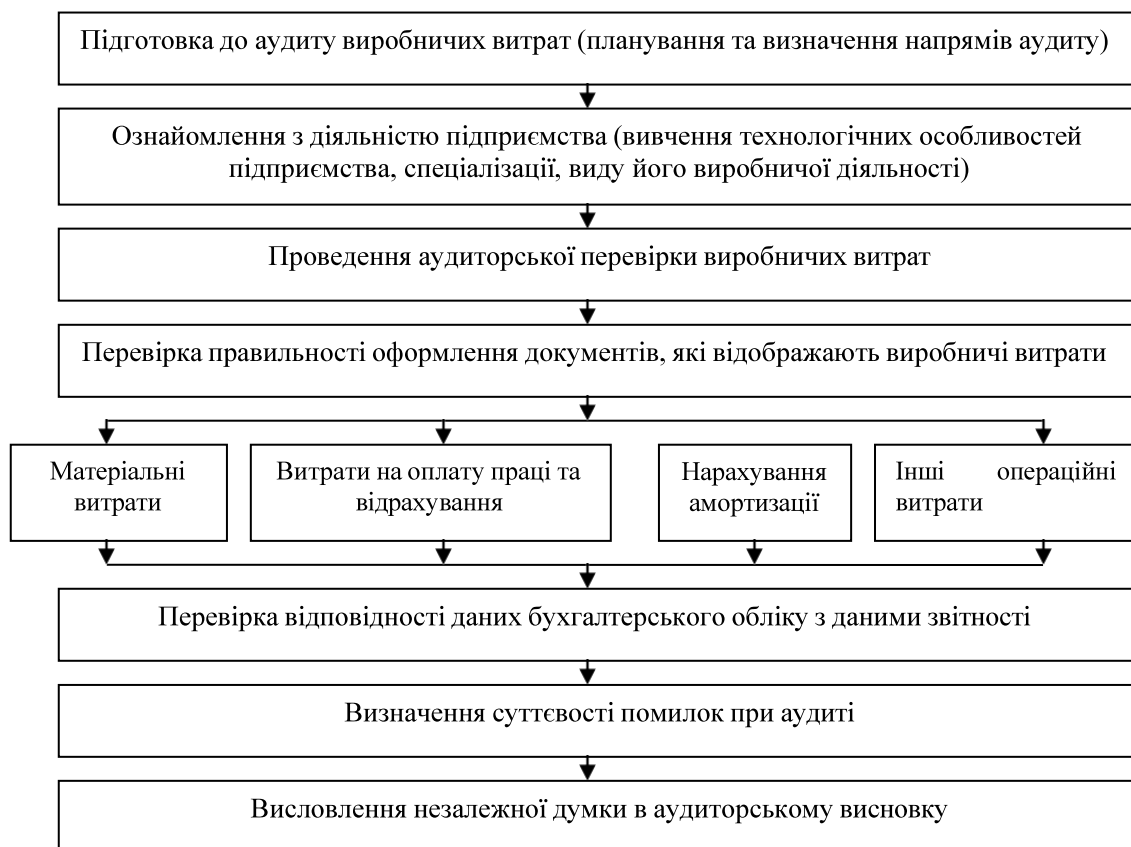 Підготовка до аудиту виробничих витрат (планування та визначення напрямів аудиту)
Ознайомлення з діяльністю підприємства (вивчення технологічних особливостей
підприємства, спеціалізації, виду його виробничої діяльності)
Проведення аудиторської перевірки виробничих витрат
Перевірка правильності оформлення документів, які відображають виробничі витрати
Матеріальні
витрати
Витрати на оплату праці та
відрахування
Нарахування
амортизації
Інші операційні
витрати
Перевірка відповідності даних бухгалтерського обліку з даними звітності
Визначення суттєвості помилок при аудиті
Висловлення незалежної думки в аудиторському висновку